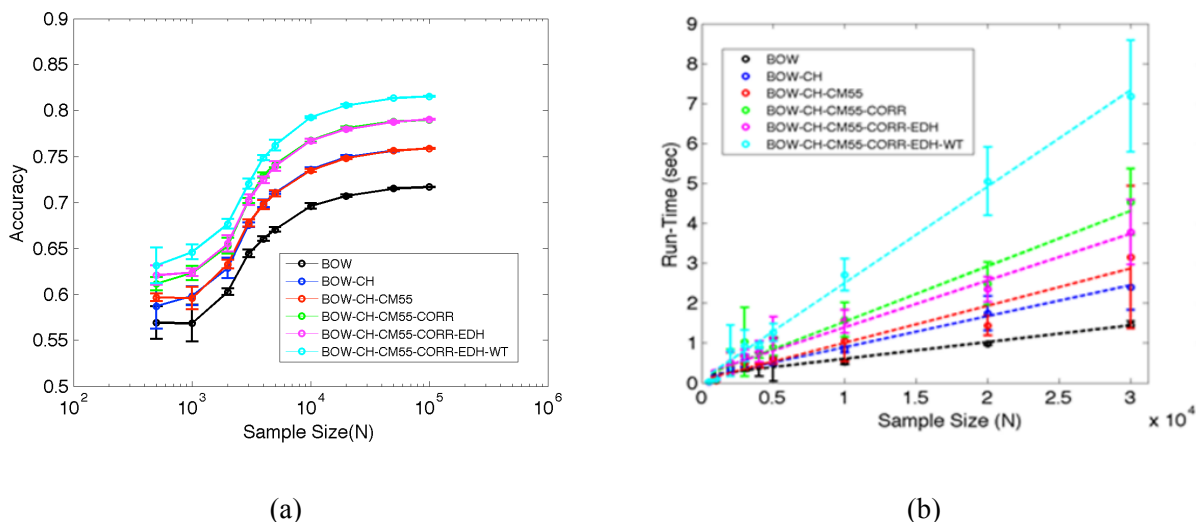 0.9
0.85
0.8
0.75
0.7
0.65
0.6
0.55
0.5
Accuracy
BOW
BOW-CH
BOW-CH-CM55
BOW-CH-CM55-CORR
BOW-CH-CM55-CORR-EDH
BOW-CH-CM55-CORR-EDH-WT
10^2
10^3
10^4
10^5
10^6
Sample Size(N)
(a)
9
8
7
6
5
4
3
2
1
0
Run-Time (sec)
BOW
BOW-CH
BOW-CH-CM55
BOW-CH-CM55-CORR
BOW-CH-CM55-CORR-EDH
BOW-CH-CM55-CORR-EDH-WT
0 0.5 1 1.5 2 2.5 3
x 10^4
Sample Size (N)
(b)